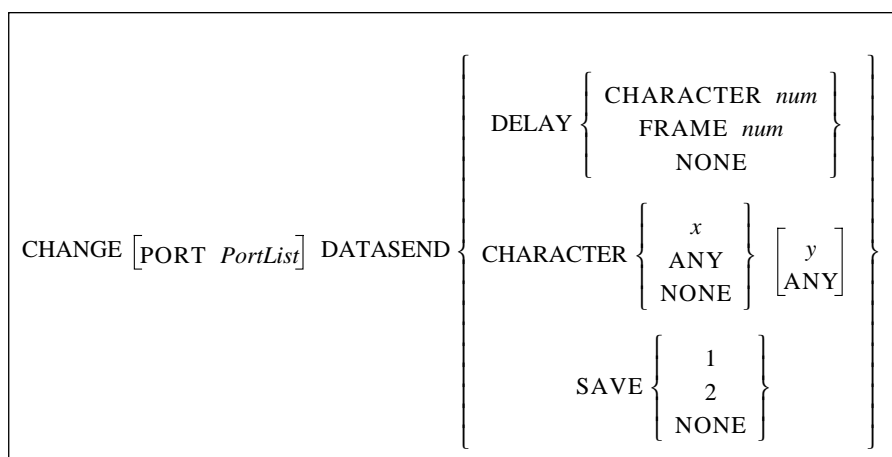 CHARACTER num
DELAY FRAME num
NONE
x
y
CHANGE [PORT PortList] DATASEND CHARACTER ANY
ANY
NONE
1
SAVE 2
NONE